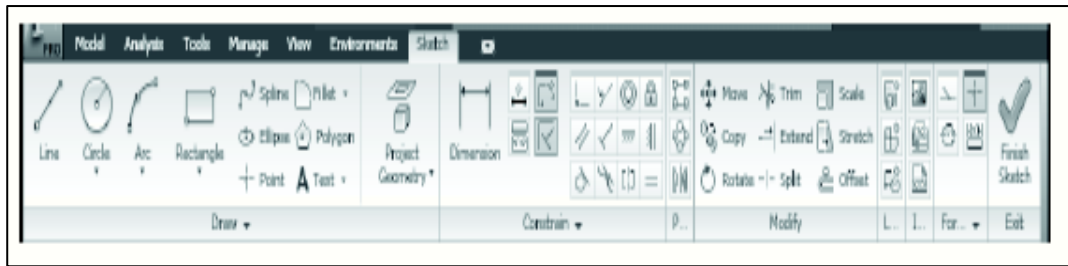 PRO Model Analysis Tools Manage View Environments Sketch
Spline Fillet Move Trim Scale
Ellipse Polygon Copy Extend Stretch
Line Circle Arc Rectangle Project Geometry Dimension Finish Sketch
Point A Text Rotate Split Offset
Draw Constrain P... Modify L... I... For... Exit